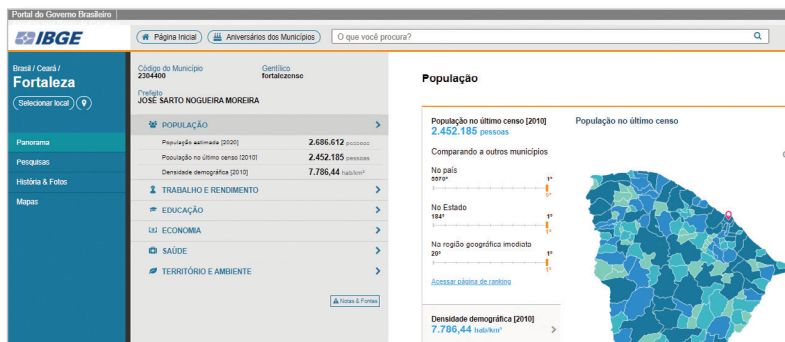 Portal do Governo Brasileiro
IBGE
Página Inicial
Aniversários dos Municípios
O que você procura?
Brasil / Ceará /
Fortaleza
Selecionar local
Panorama
Pesquisas
História & Fotos
Mapas
Código do Município
2304400
Gentílico
fortalezense
Prefeito
JOSÉ SARTO NOGUEIRA MOREIRA
POPULAÇÃO
População estimada [2020] 2.686.612 pessoas
População no último censo [2010] 2.452.185 pessoas
Densidade demográfica [2010] 7.786,44 hab/km²
TRABALHO E RENDIMENTO
EDUCAÇÃO
ECONOMIA
SAÚDE
TERRITÓRIO E AMBIENTE
Notas & Fontes
População
População no último censo [2010]
2.452.185 pessoas
Comparando a outros municípios
No país
5570º 1º
5º
No Estado
184º 1º
1º
Na região geográfica imediata
20º 1º
1º
Acessar página de ranking
Densidade demográfica [2010]
7.786,44 hab/km²
População no último censo